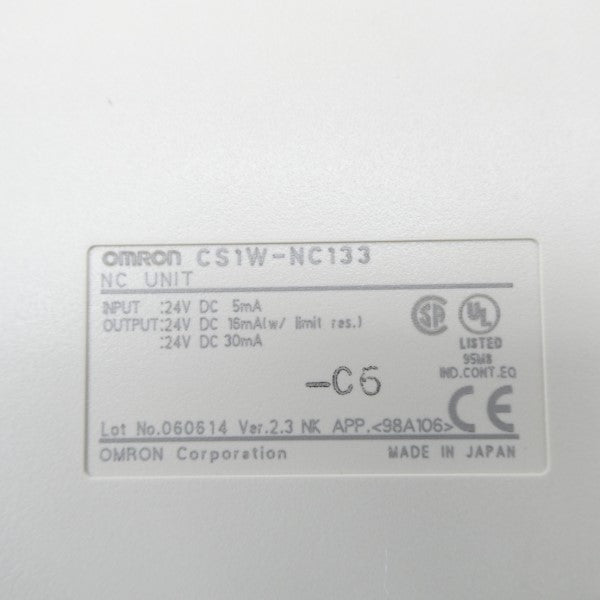 OMRON CS1W-NC133
NC UNIT
INPUT :24V DC 5mA
OUTPUT:24V DC 16mA(w/ limit res.)
:24V DC 30mA
SP UL
LISTED
95M8
IND.CONT.EQ
-C6
Lot No.060614 Ver.2.3 NK APP.<98A106> CE
OMRON Corporation MADE IN JAPAN